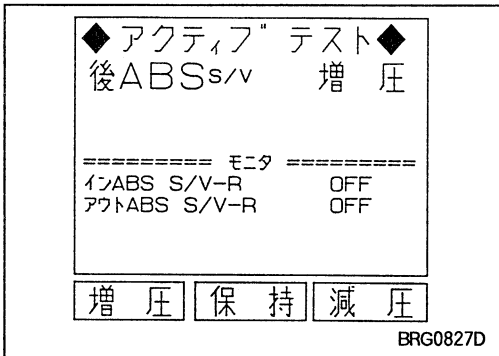 ◆アクティブ テスト◆
後ABS S/V 増 圧
========= モニタ =========
インABS S/V-R OFF
アウトABS S/V-R OFF
増 圧 保 持 減 圧
BRG0827D